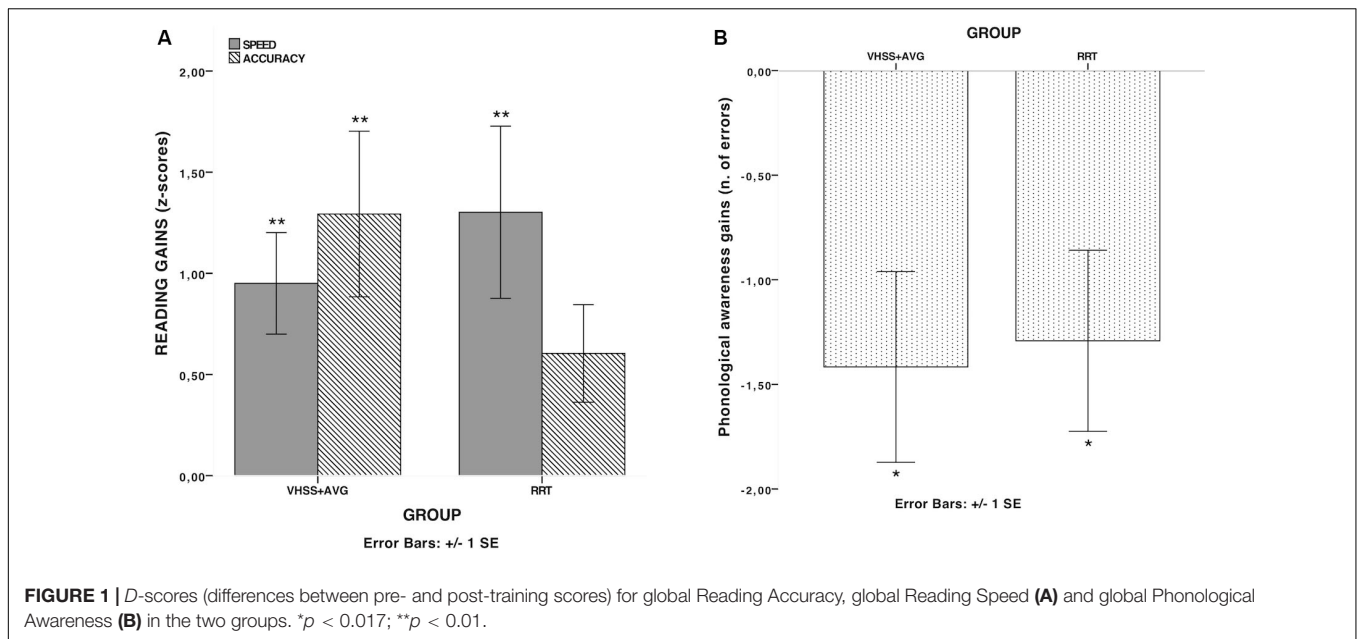 A
SPEED
ACCURACY
2,00
1,50
1,00
0,50
0,00
READING GAINS (z-scores)
**
**
**
VHSS+AVG
RRT
GROUP
Error Bars: +/- 1 SE
B
GROUP
VHSS+AVG
RRT
0,00
-0,50
-1,00
-1,50
-2,00
Phonological awareness gains (n. of errors)
*
*
Error Bars: +/- 1 SE
FIGURE 1 | D-scores (differences between pre- and post-training scores) for global Reading Accuracy, global Reading Speed (A) and global Phonological
Awareness (B) in the two groups. *p < 0.017; **p < 0.01.